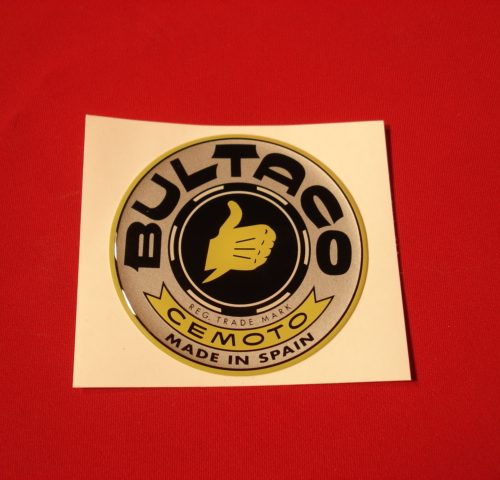 BULTACO
REG. TRADE MARK
CEMOTO
MADE IN SPAIN